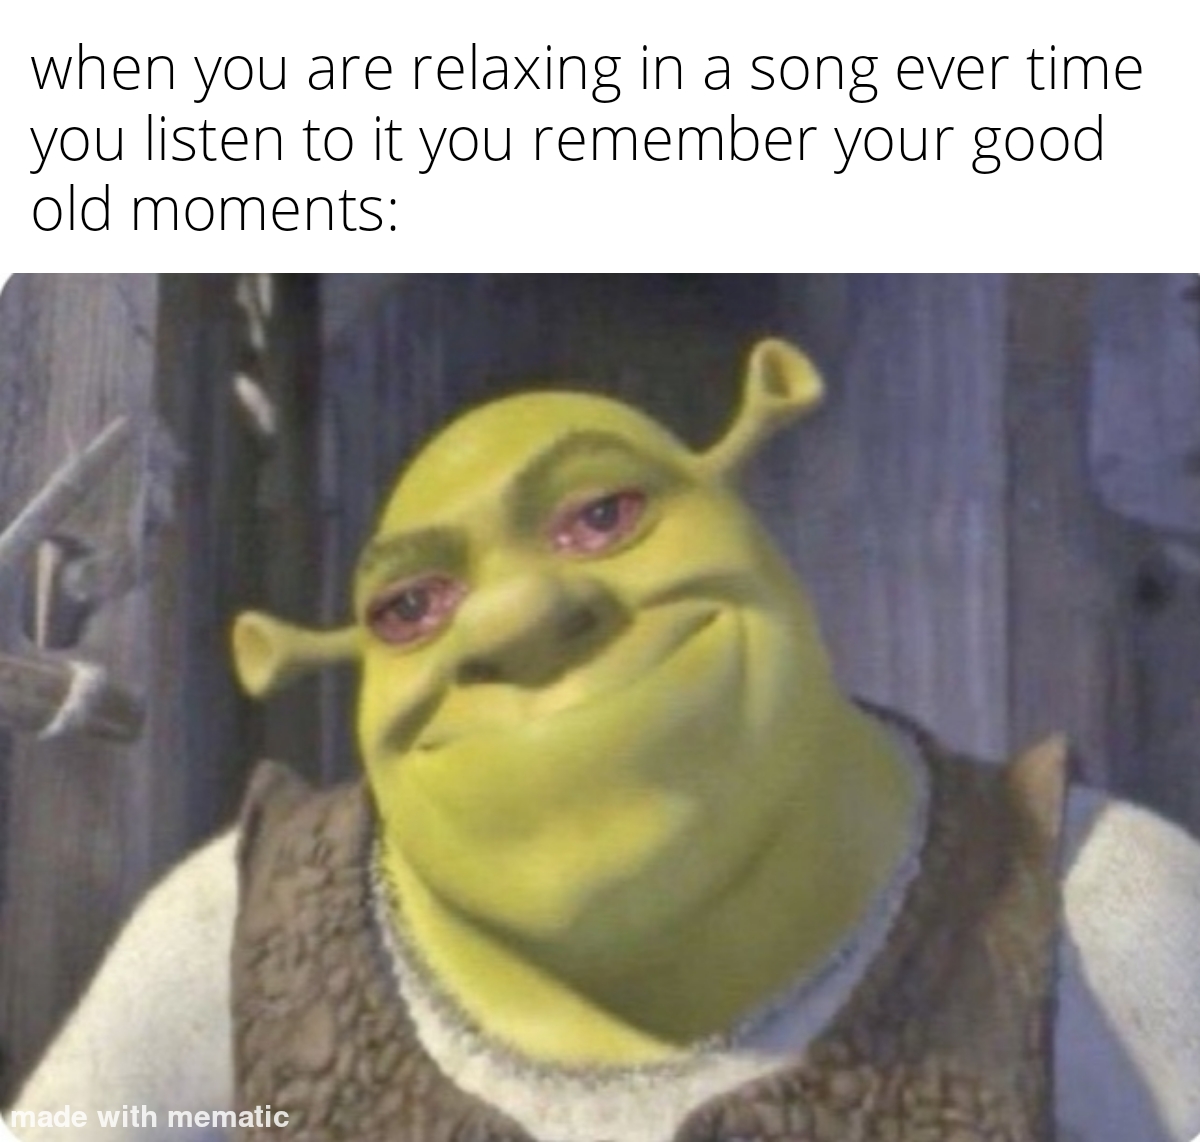 when you are relaxing in a song ever time
you listen to it you remember your good
old moments:
made with mematic